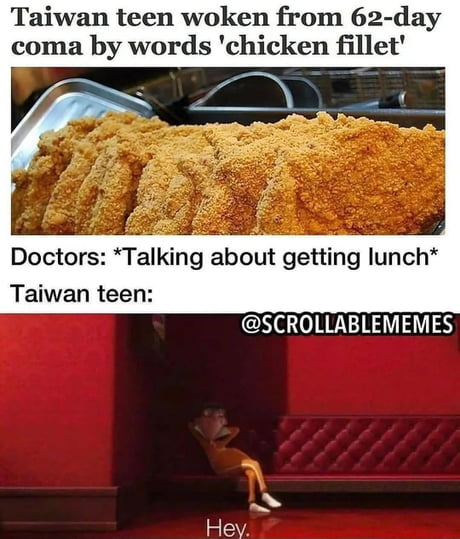 Taiwan teen woken from 62-day
coma by words 'chicken fillet'
Doctors: *Talking about getting lunch*
Taiwan teen:
@SCROLLABLEMEMES
Hey.